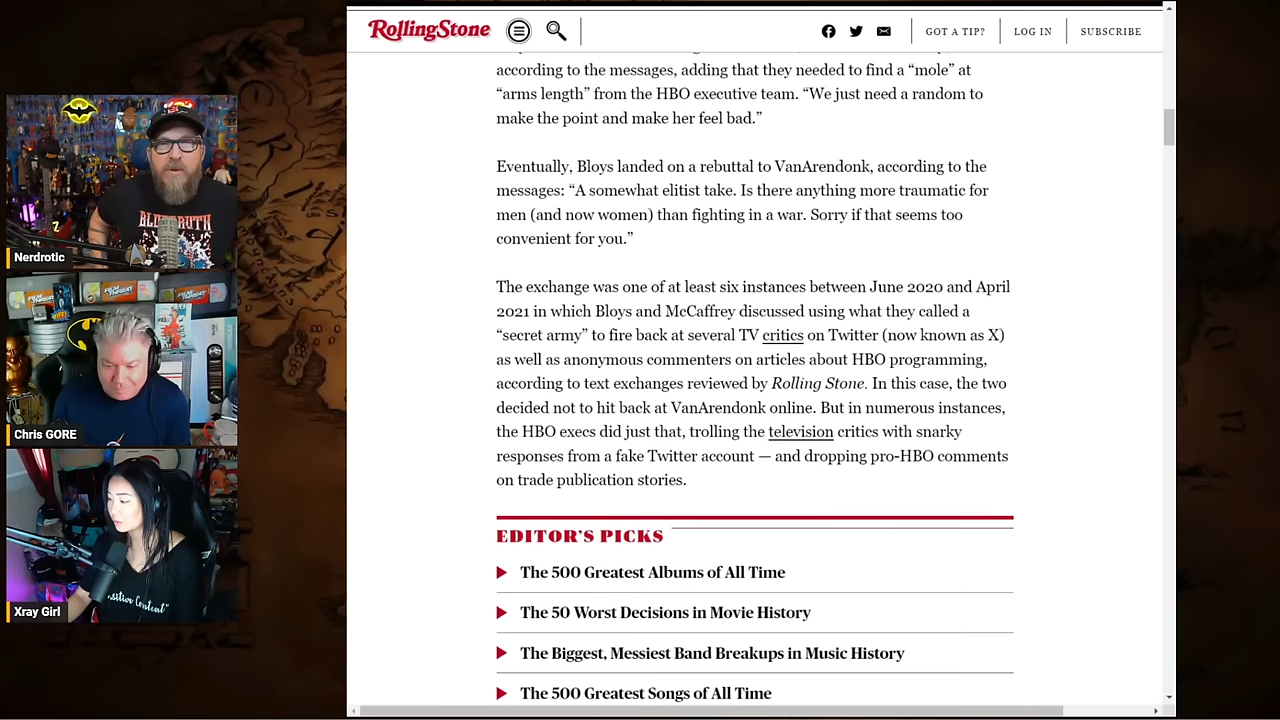 RollingStone
GOT A TIP?
LOG IN
SUBSCRIBE
according to the messages, adding that they needed to find a “mole” at
“arms length” from the HBO executive team. “We just need a random to
make the point and make her feel bad.”
Eventually, Bloys landed on a rebuttal to VanArendonk, according to the
messages: “A somewhat elitist take. Is there anything more traumatic for
men (and now women) than fighting in a war. Sorry if that seems too
convenient for you.”
The exchange was one of at least six instances between June 2020 and April
2021 in which Bloys and McCaffrey discussed using what they called a
“secret army” to fire back at several TV critics on Twitter (now known as X)
as well as anonymous commenters on articles about HBO programming,
according to text exchanges reviewed by Rolling Stone. In this case, the two
decided not to hit back at VanArendonk online. But in numerous instances,
the HBO execs did just that, trolling the television critics with snarky
responses from a fake Twitter account — and dropping pro-HBO comments
on trade publication stories.
EDITOR’S PICKS
The 500 Greatest Albums of All Time
The 50 Worst Decisions in Movie History
The Biggest, Messiest Band Breakups in Music History
The 500 Greatest Songs of All Time
Nerdrotic
Chris GORE
Xray Girl